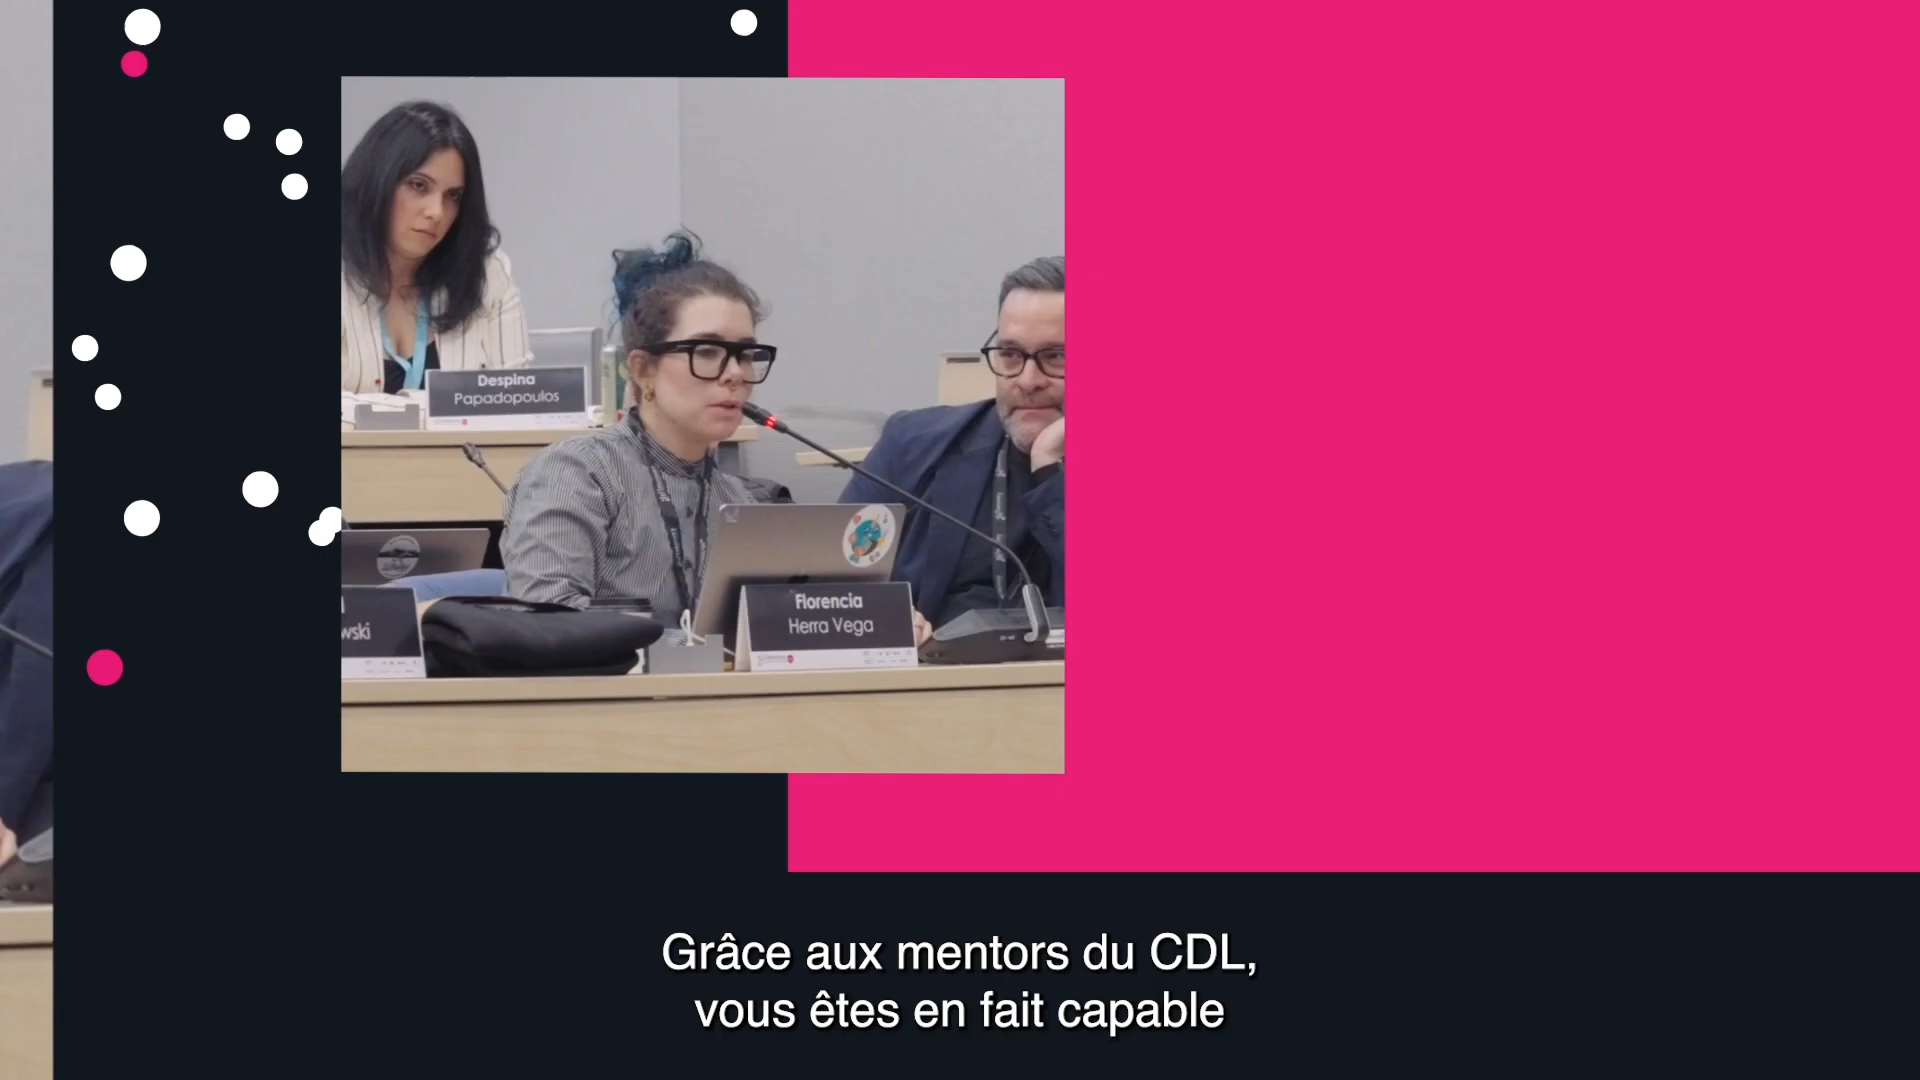 Despina
Papadopoulos
Florencia
Herra Vega
wski
Grâce aux mentors du CDL,
vous êtes en fait capable